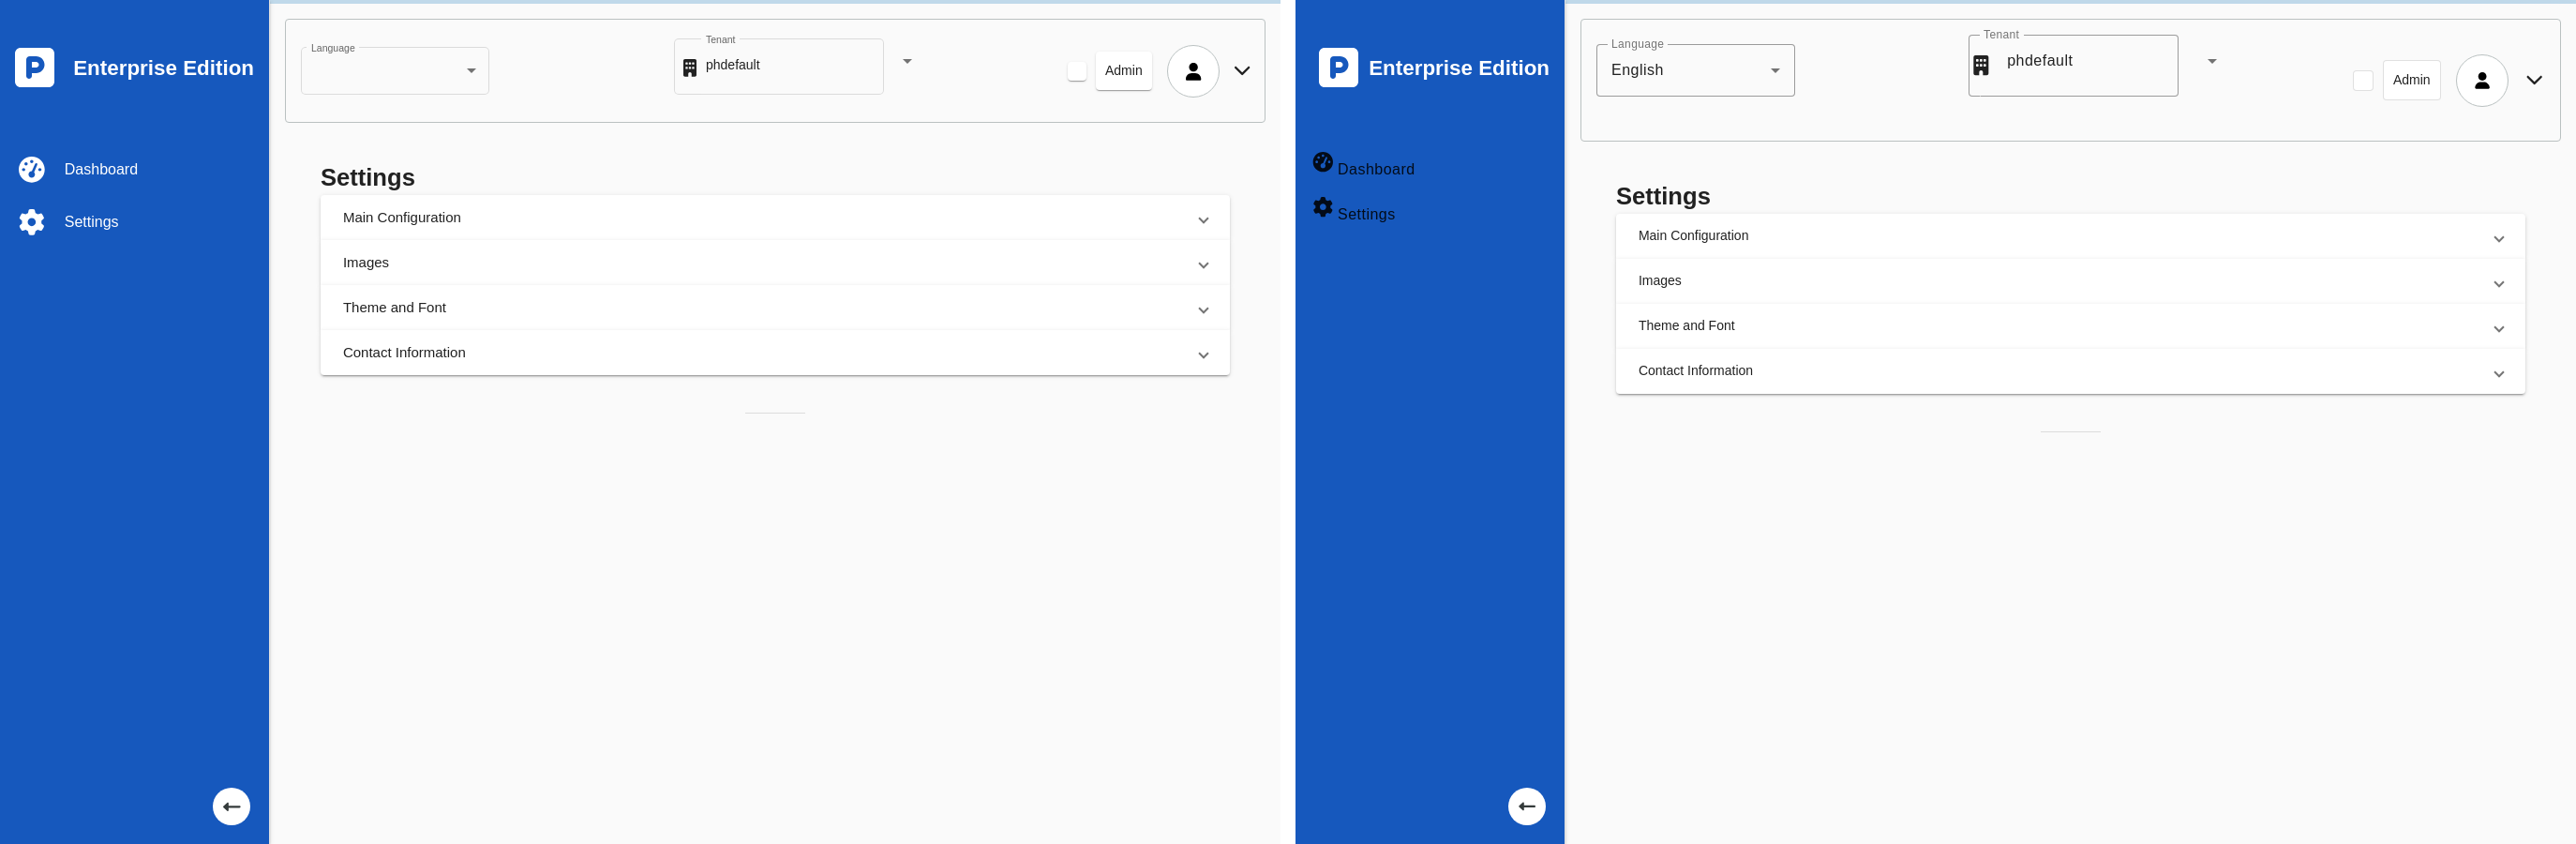 P Enterprise Edition
Dashboard
Settings
Language
Tenant
phdefault
Admin
Settings
Main Configuration
Images
Theme and Font
Contact Information
P Enterprise Edition
Dashboard
Settings
Language
English
Tenant
phdefault
Admin
Settings
Main Configuration
Images
Theme and Font
Contact Information